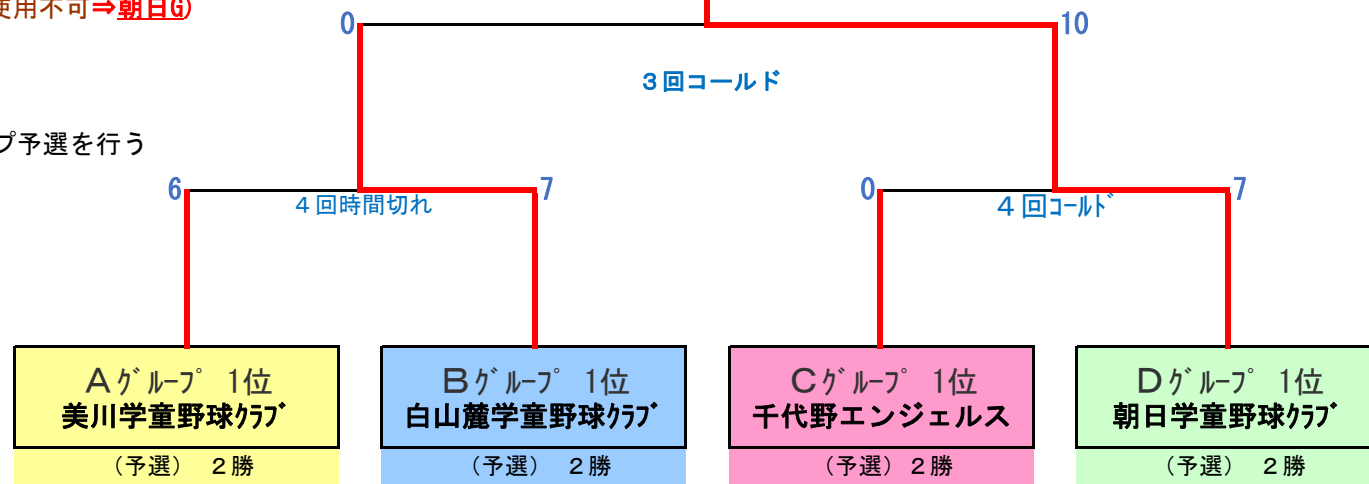 使用不可⇒朝日G)
0
10
3回コールド
プ予選を行う
6
4回時間切れ
7
0
4回ｺｰﾙﾄﾞ
7
Aｸﾞﾙｰﾌﾟ 1位
美川学童野球ｸﾗﾌﾞ
(予選) 2勝
Bｸﾞﾙｰﾌﾟ 1位
白山麓学童野球ｸﾗﾌﾞ
(予選) 2勝
Cｸﾞﾙｰﾌﾟ 1位
千代野エンジェルス
(予選) 2勝
Dｸﾞﾙｰﾌﾟ 1位
朝日学童野球ｸﾗﾌﾞ
(予選) 2勝